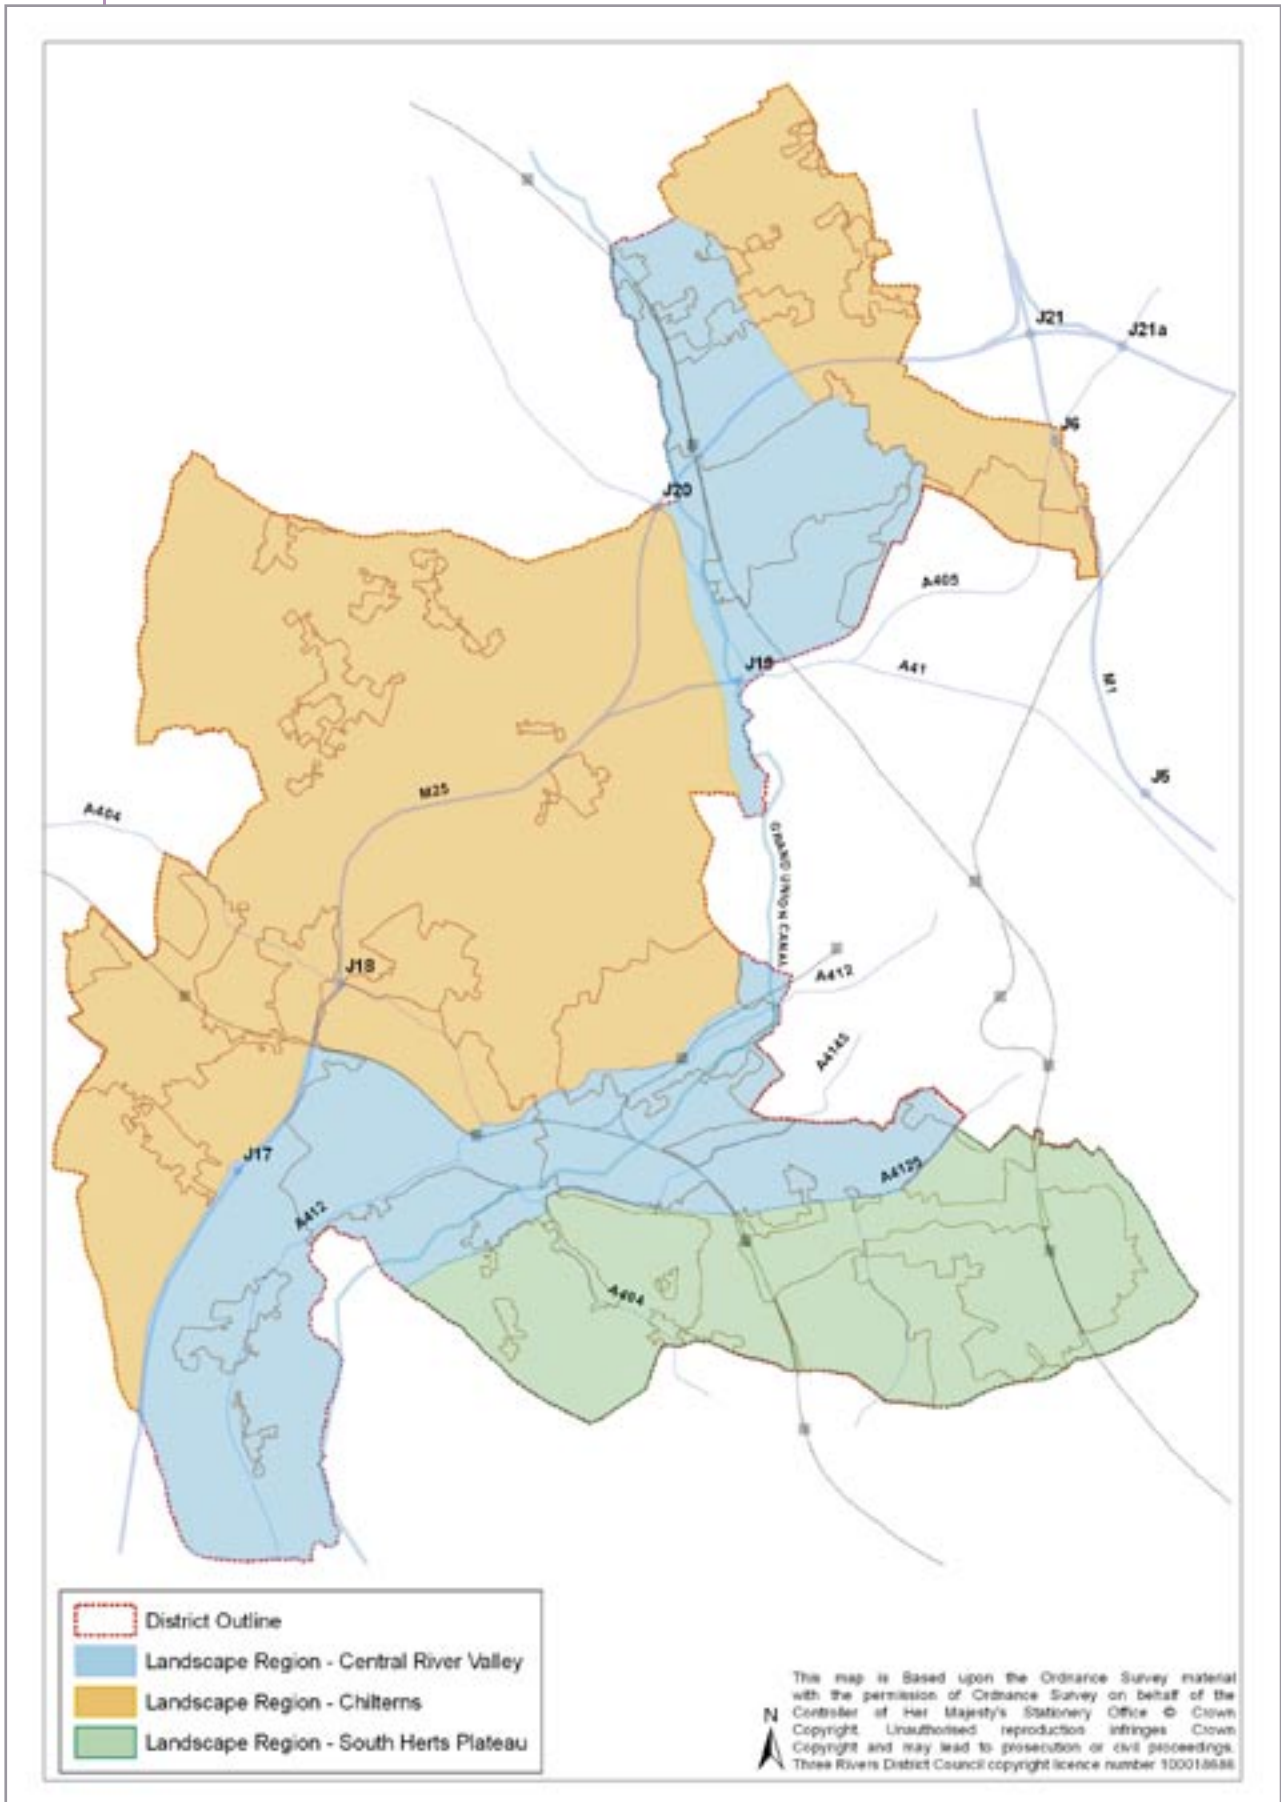 J21
J21a
J6
J20
A405
J19
A41
M1
J5
M25
A404
GRAND UNION CANAL
J18
A412
A4145
J17
A412
A4125
A404
District Outline
Landscape Region - Central River Valley
Landscape Region - Chilterns
Landscape Region - South Herts Plateau
N
This map is Based upon the Ordnance Survey material
with the permission of Ordnance Survey on behalf of the
Controller of Her Majesty's Stationery Office © Crown
Copyright. Unauthorised reproduction infringes Crown
Copyright and may lead to prosecution or civil proceedings.
Three Rivers District Council copyright licence number 100018686